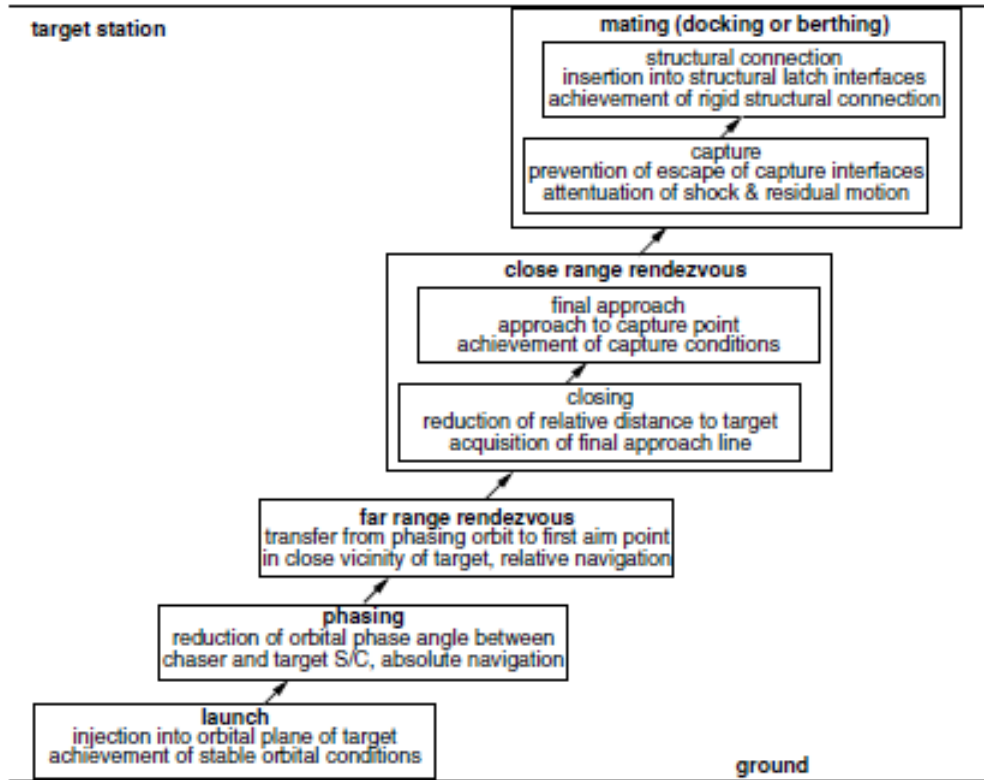 target station
mating (docking or berthing)
structural connection
insertion into structural latch interfaces
achievement of rigid structural connection
capture
prevention of escape of capture interfaces
attentuation of shock & residual motion
close range rendezvous
final approach
approach to capture point
achievement of capture conditions
closing
reduction of relative distance to target
acquisition of final approach line
far range rendezvous
transfer from phasing orbit to first aim point
in close vicinity of target, relative navigation
phasing
reduction of orbital phase angle between
chaser and target S/C, absolute navigation
launch
injection into orbital plane of target
achievement of stable orbital conditions
ground